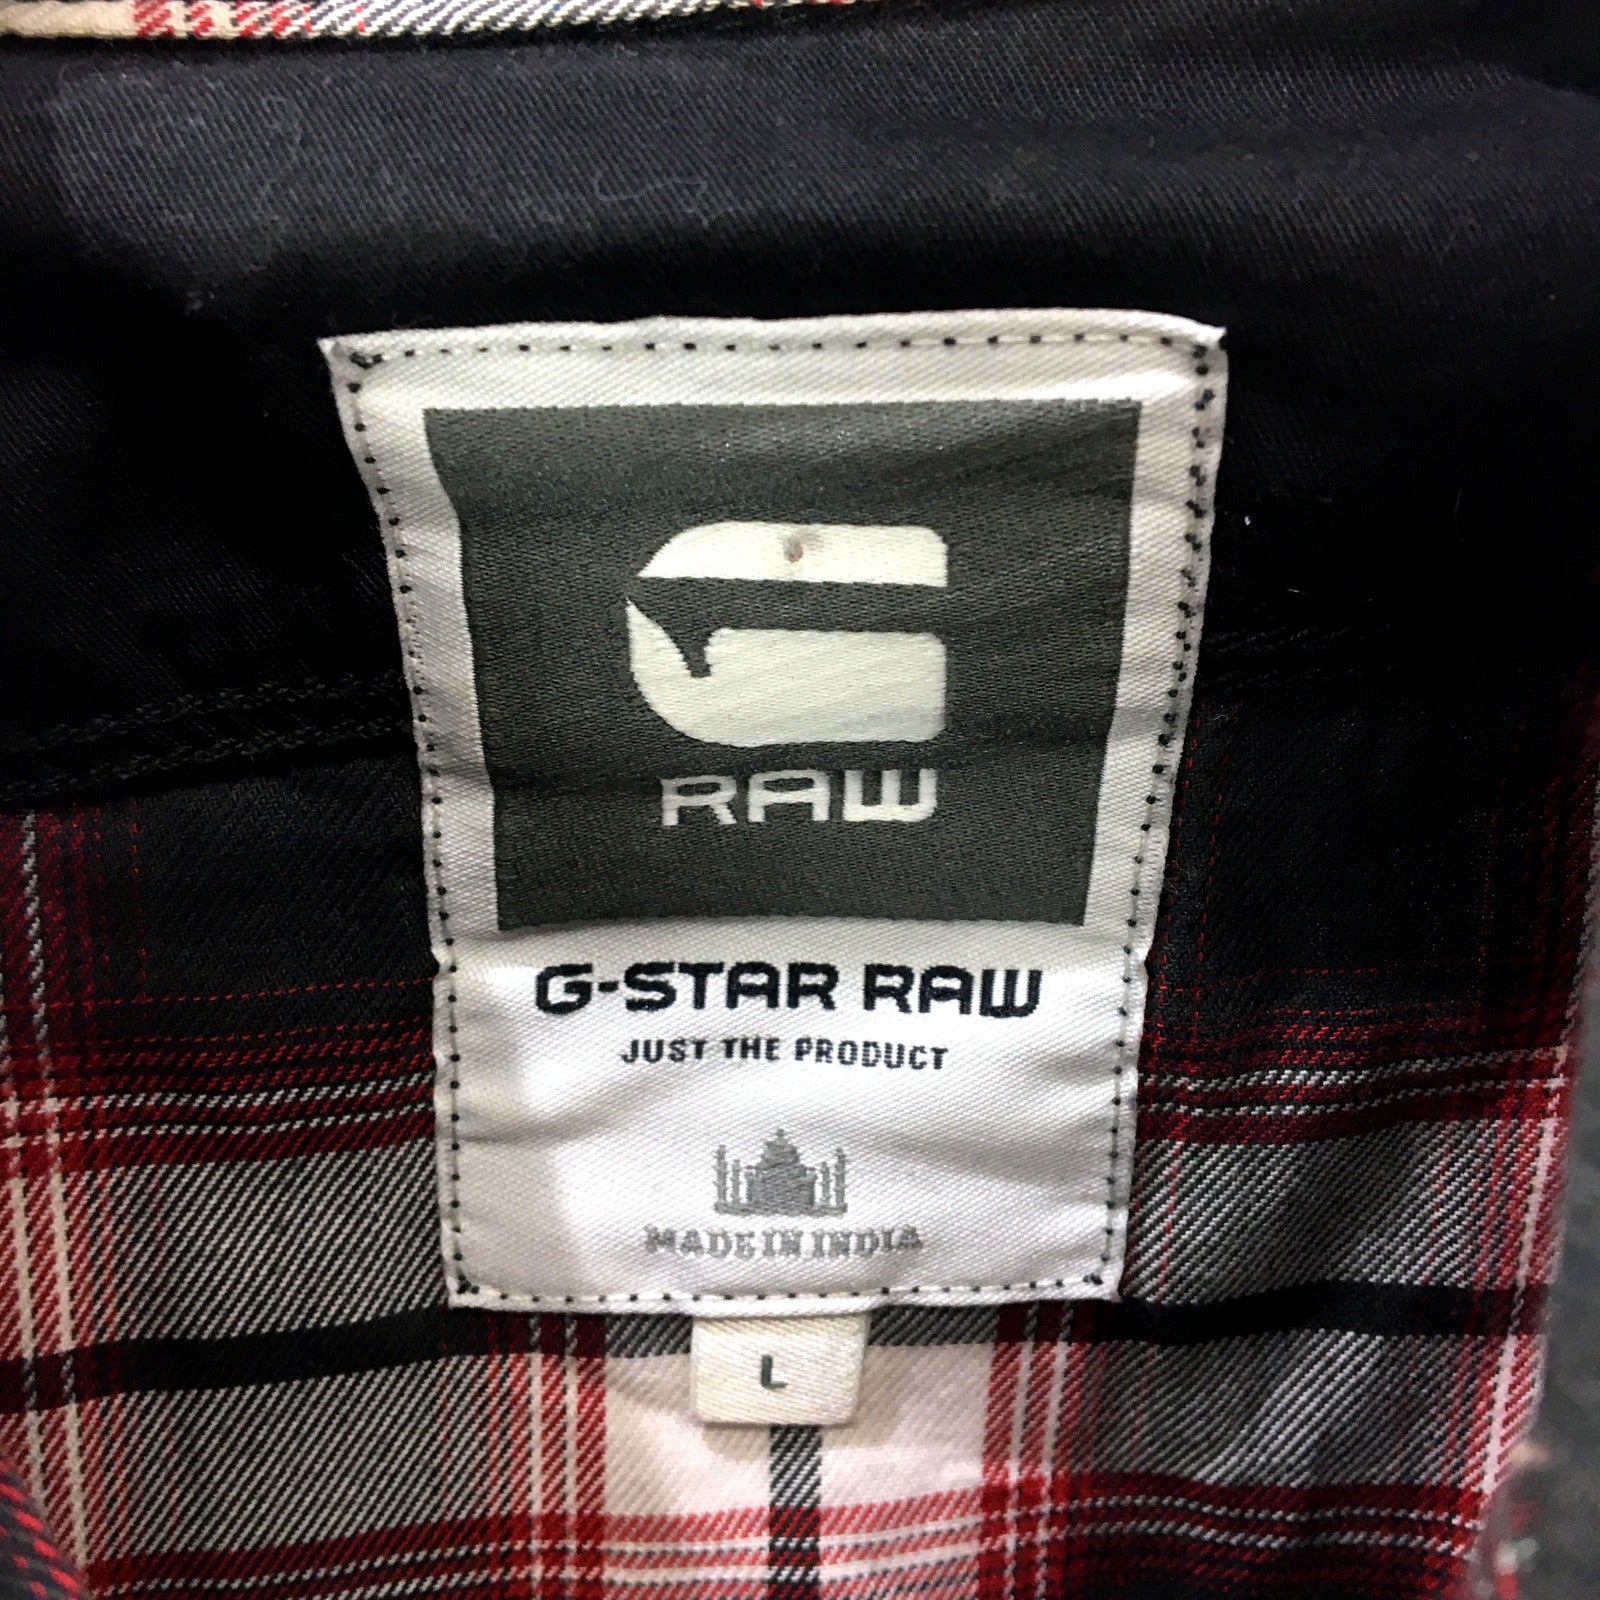 RAW
G-STAR RAW
JUST THE PRODUCT
MADE IN INDIA
L